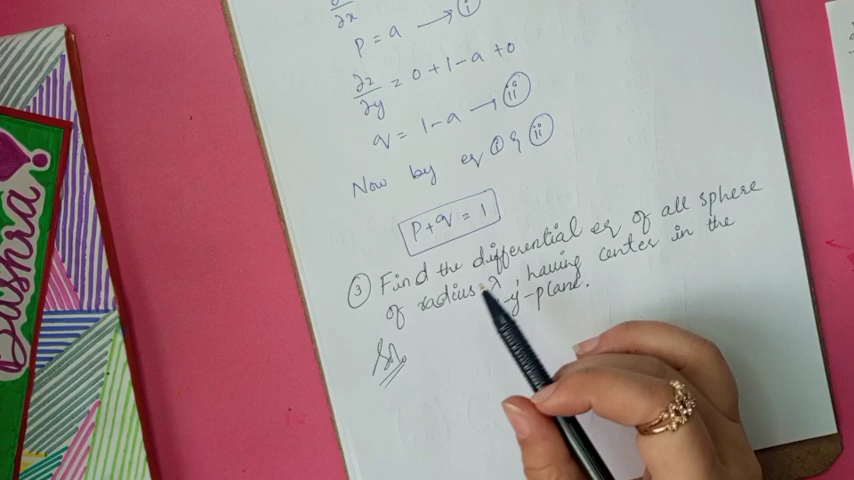 ∂x
p = a → (i)
∂z/∂y = 0 + 1 - a + 0
q = 1 - a → (ii)
Now by eq (i) & (ii)
p + q = 1
(3) Find the differential eq of all sphere
of radius λ, having center in the
-y-plane.
Sol.
Bushra